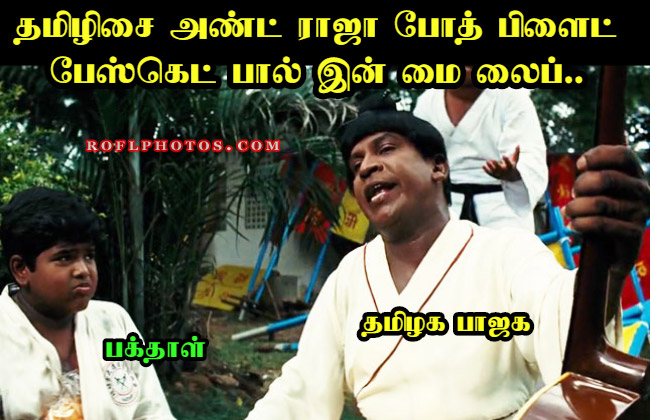 தமிழிசை அண்ட் ராஜா போத் பிளைட்
பேஸ்கெட் பால் இன் மை லைப்..
ROFLPHOTOS.COM
தமிழக பாஜக
பக்தாள்